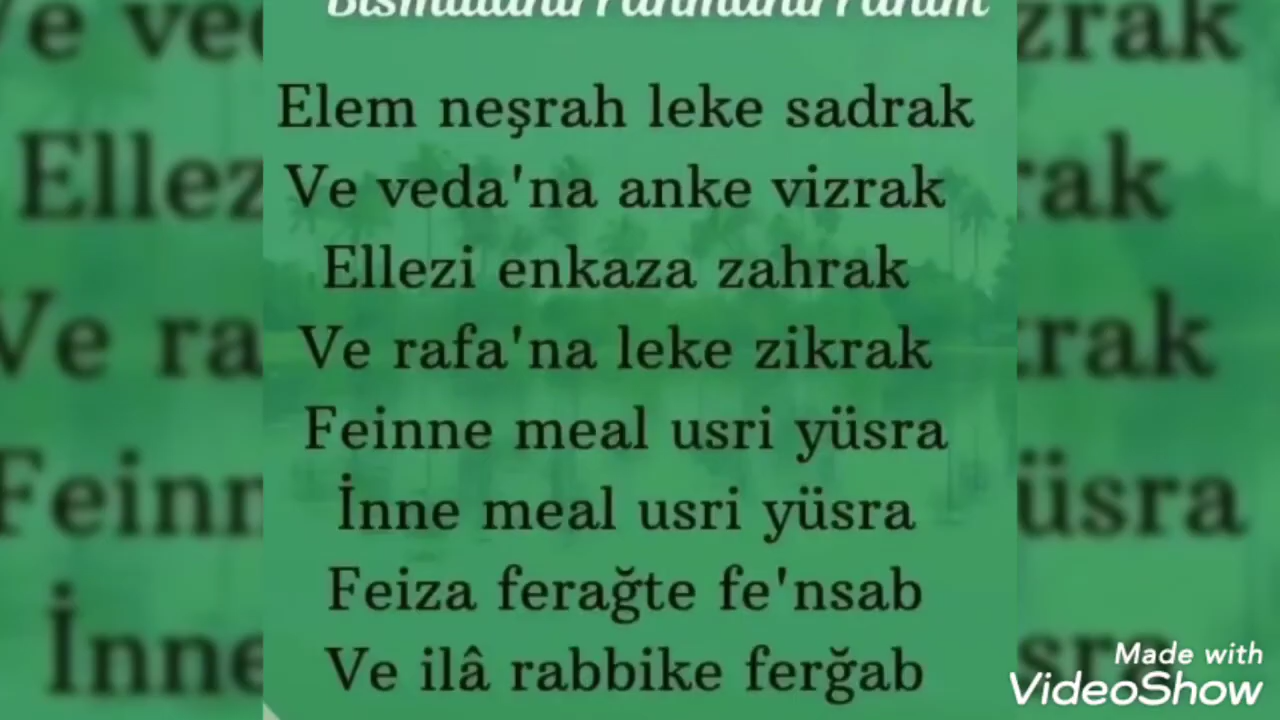 Bismillahirrahmanirrahim
Elem neşrah leke sadrak
Ve veda'na anke vizrak
Ellezi enkaza zahrak
Ve rafa'na leke zikrak
Feinne meal usri yüsra
İnne meal usri yüsra
Feiza ferağte fe'nsab
Ve ilâ rabbike ferğab
Made with
VideoShow